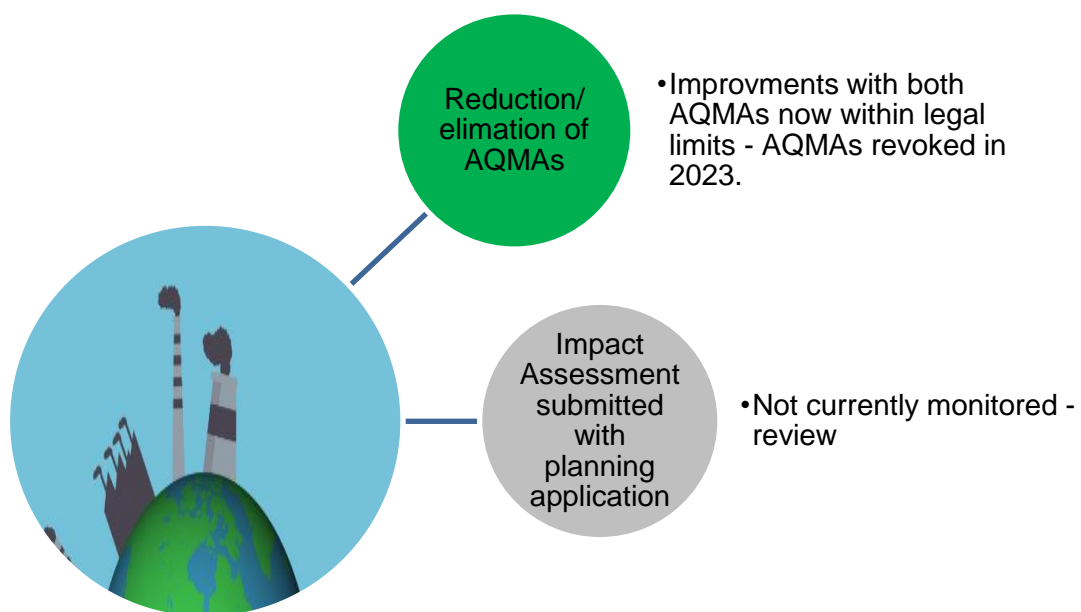 Reduction/
elimation of
AQMAs
•Improvments with both
AQMAs now within legal
limits - AQMAs revoked in
2023.
Impact
Assessment
submitted
with
planning
application
•Not currently monitored -
review